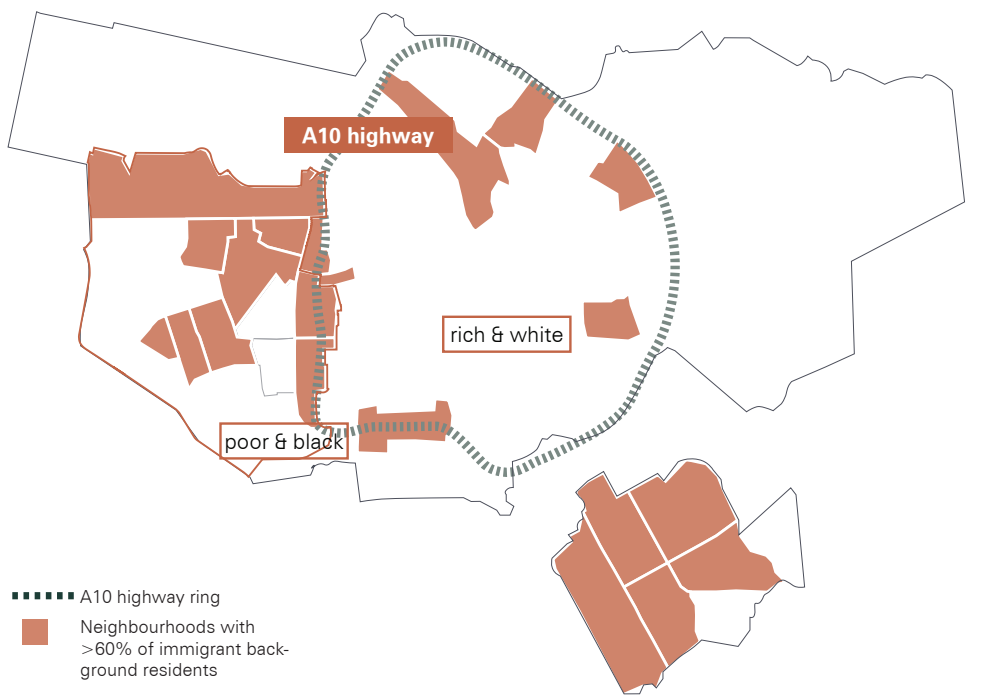 A10 highway
rich & white
poor & black
A10 highway ring
Neighbourhoods with
>60% of immigrant back-
ground residents